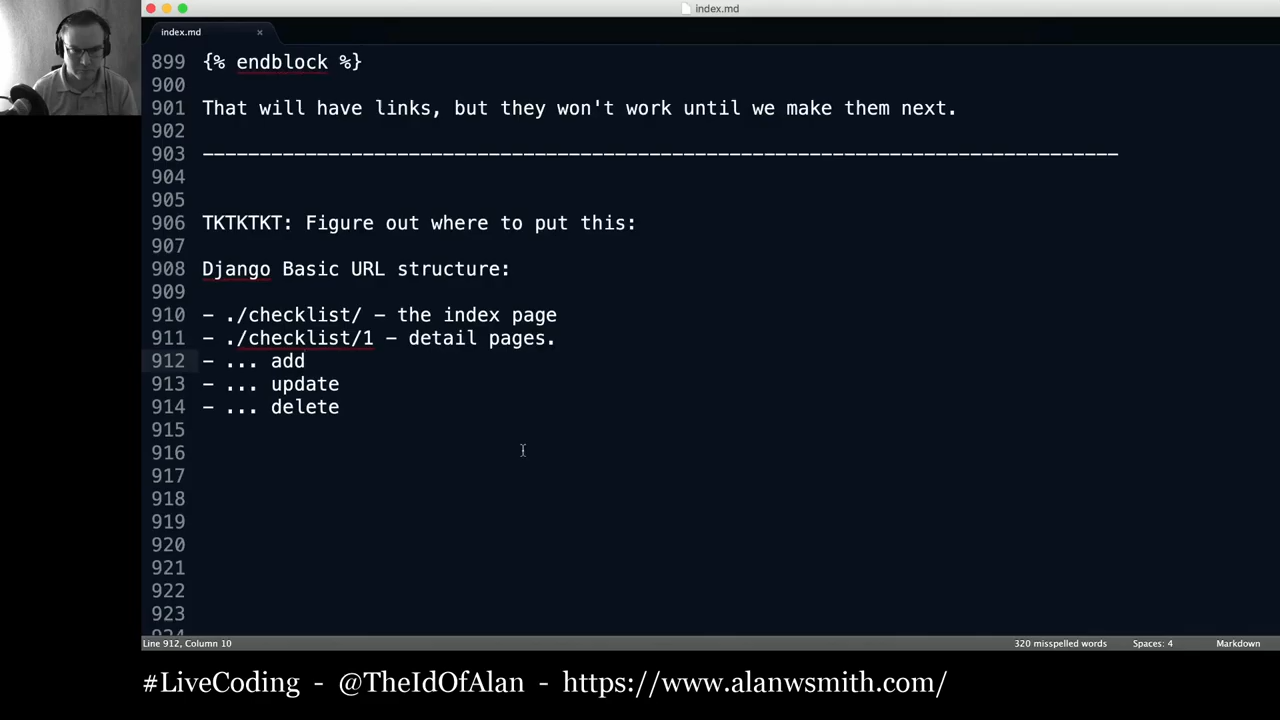 index.md
index.md ×
899 {% endblock %}
900
901 That will have links, but they won't work until we make them next.
902
903 --------------------------------------------------------------------------------
904
905
906 TKTKTKT: Figure out where to put this:
907
908 Django Basic URL structure:
909
910 - ./checklist/ - the index page
911 - ./checklist/1 - detail pages.
912 - ... add
913 - ... update
914 - ... delete
915
916
917
918
919
920
921
922
923
924
Line 912, Column 10 320 misspelled words Spaces: 4 Markdown
#LiveCoding - @TheIdOfAlan - https://www.alanwsmith.com/